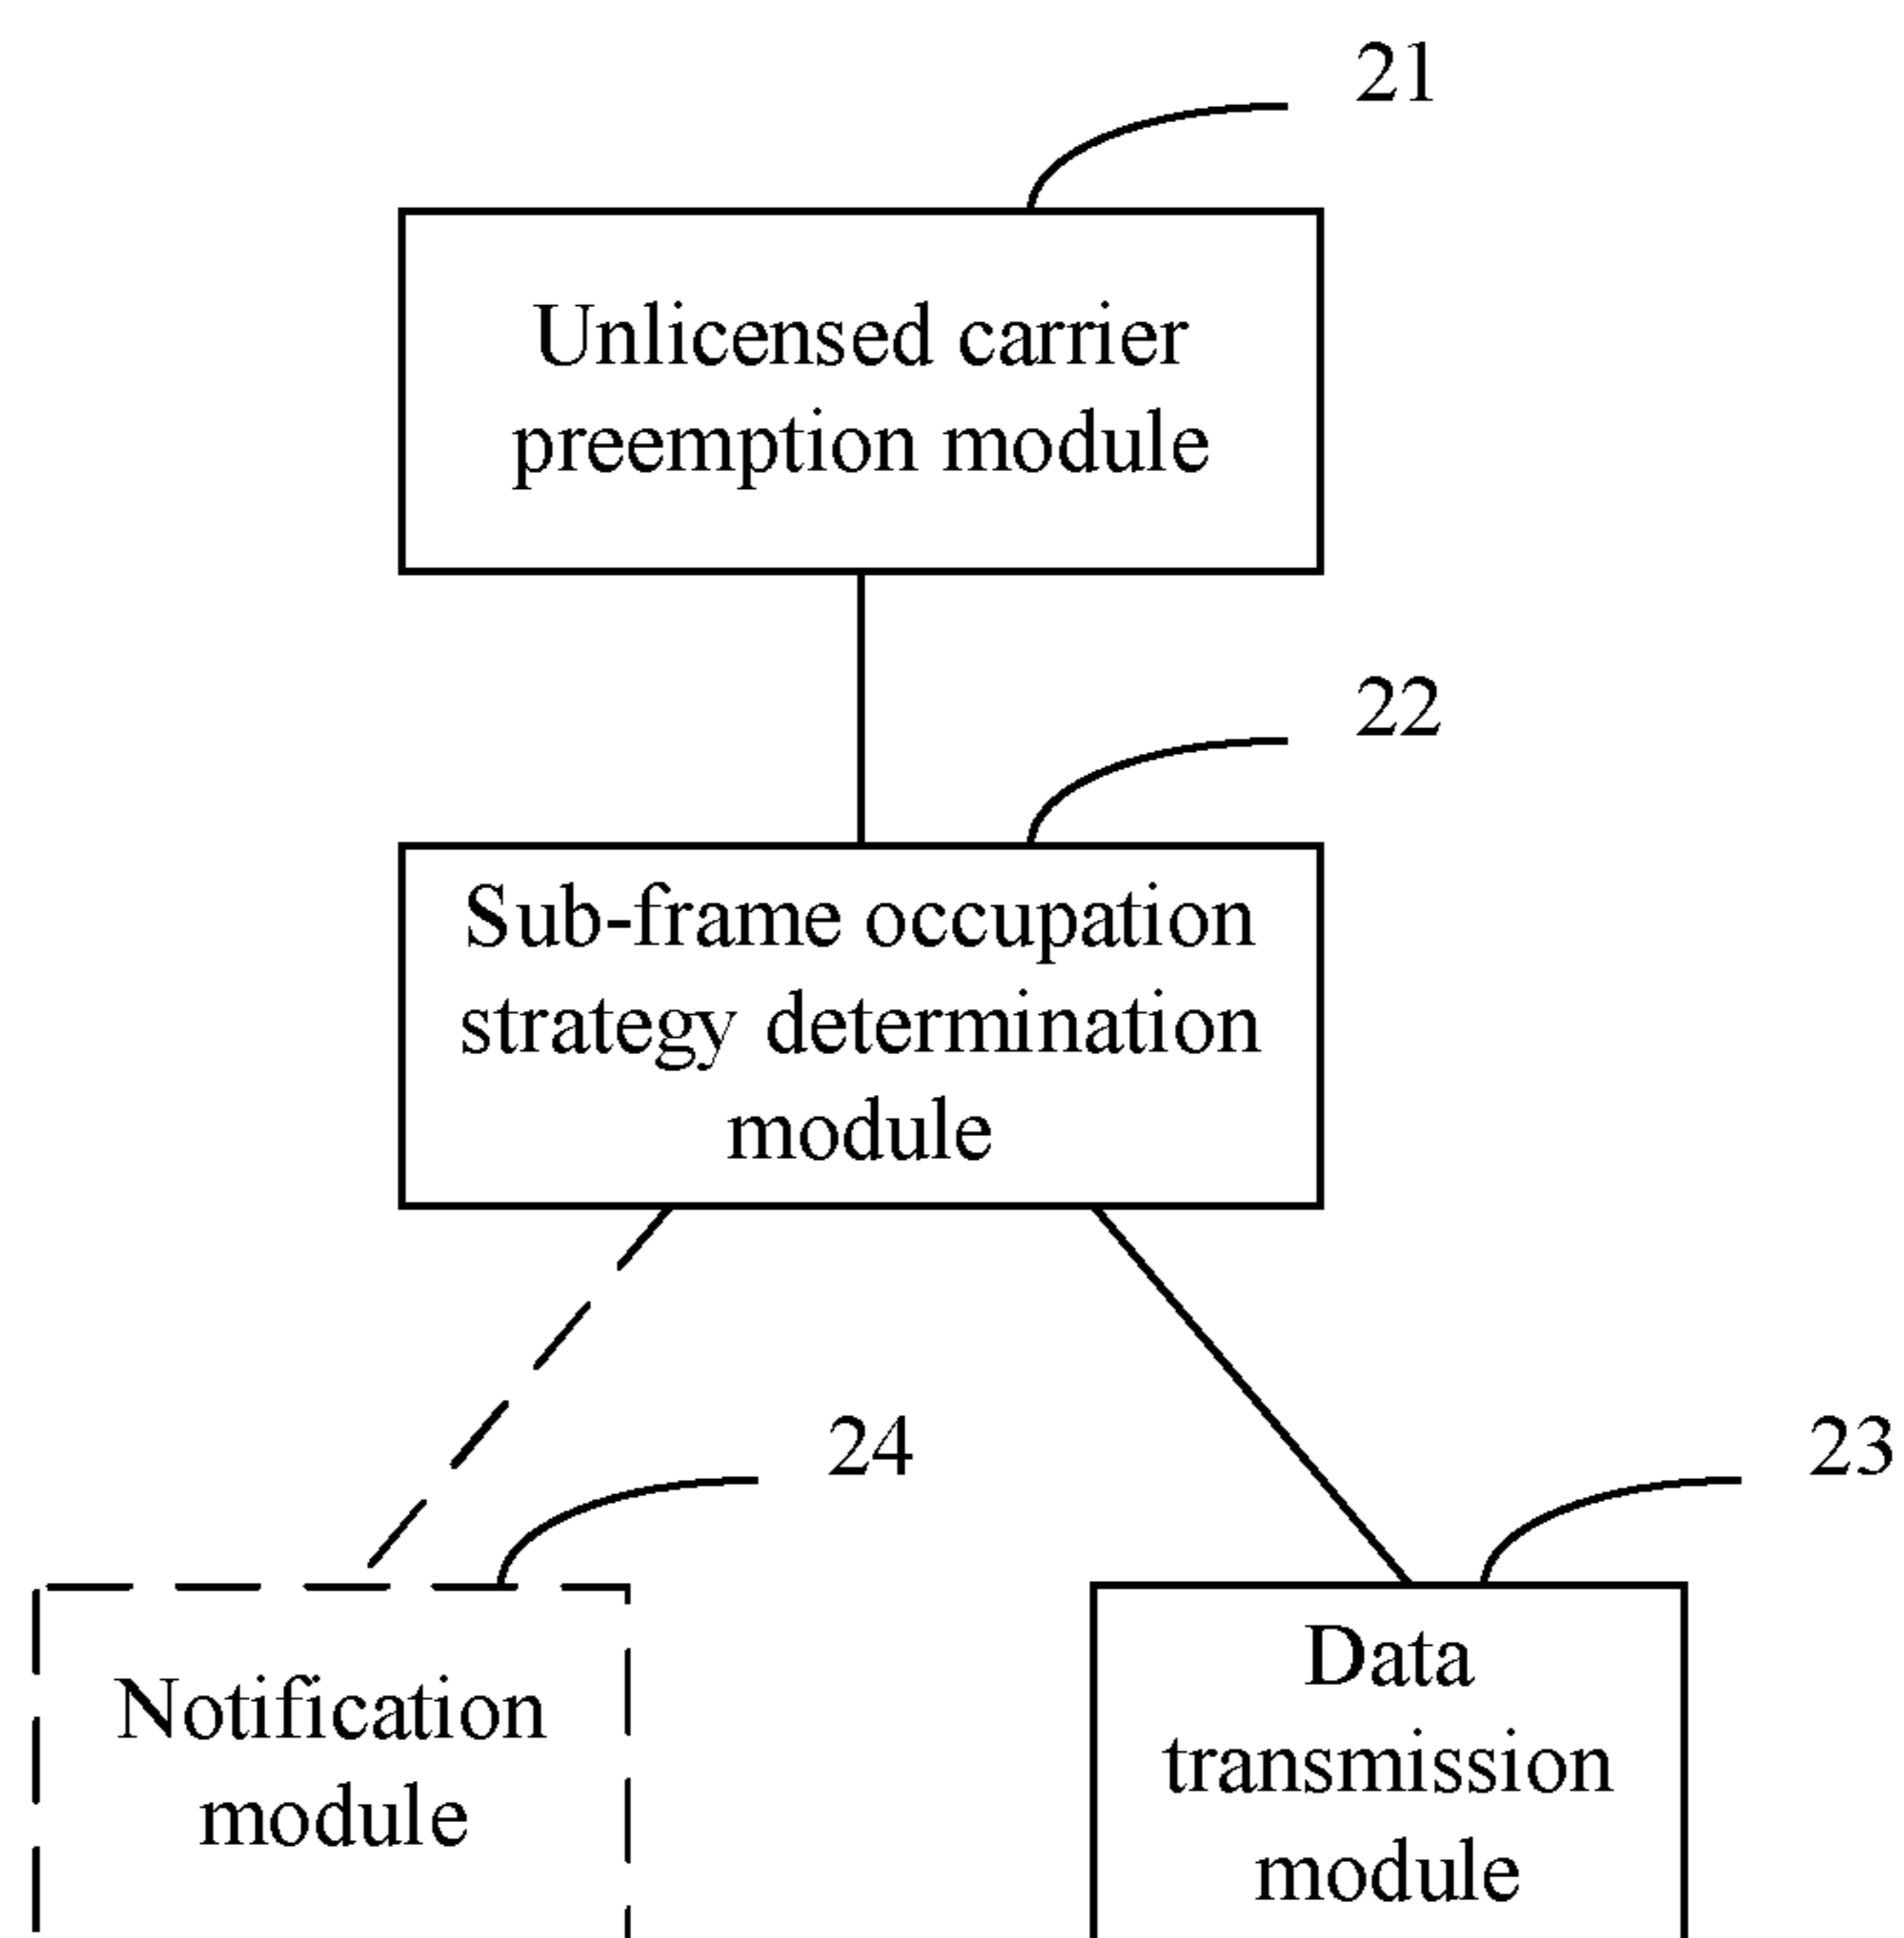 21
Unlicensed carrier
preemption module
22
Sub-frame occupation
strategy determination
module
24
23
Notification
module
Data
transmission
module